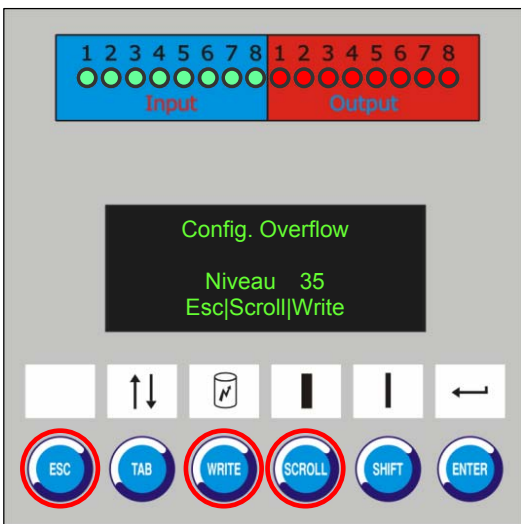 1 2 3 4 5 6 7 8 1 2 3 4 5 6 7 8
Input Output
Config. Overflow
Niveau 35
Esc|Scroll|Write
ESC TAB WRITE SCROLL SHIFT ENTER